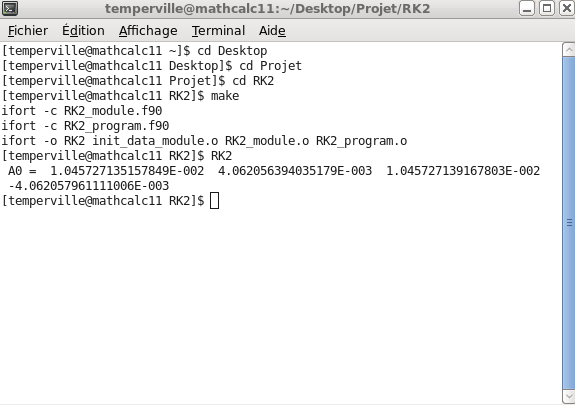 temperville@mathcalc11:~/Desktop/Projet/RK2
Fichier Édition Affichage Terminal Aide
[temperville@mathcalc11 ~]$ cd Desktop
[temperville@mathcalc11 Desktop]$ cd Projet
[temperville@mathcalc11 Projet]$ cd RK2
[temperville@mathcalc11 RK2]$ make
ifort -c RK2_module.f90
ifort -c RK2_program.f90
ifort -o RK2 init_data_module.o RK2_module.o RK2_program.o
[temperville@mathcalc11 RK2]$ RK2
A0 = 1.045727135157849E-002 4.062056394035179E-003 1.045727139167803E-002
-4.062057961111006E-003
[temperville@mathcalc11 RK2]$